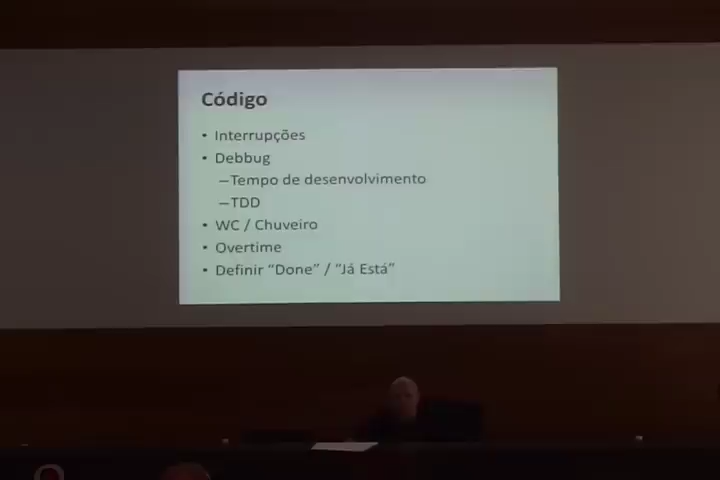 Código
• Interrupções
• Debbug
–Tempo de desenvolvimento
–TDD
• WC / Chuveiro
• Overtime
• Definir “Done” / “Já Está”